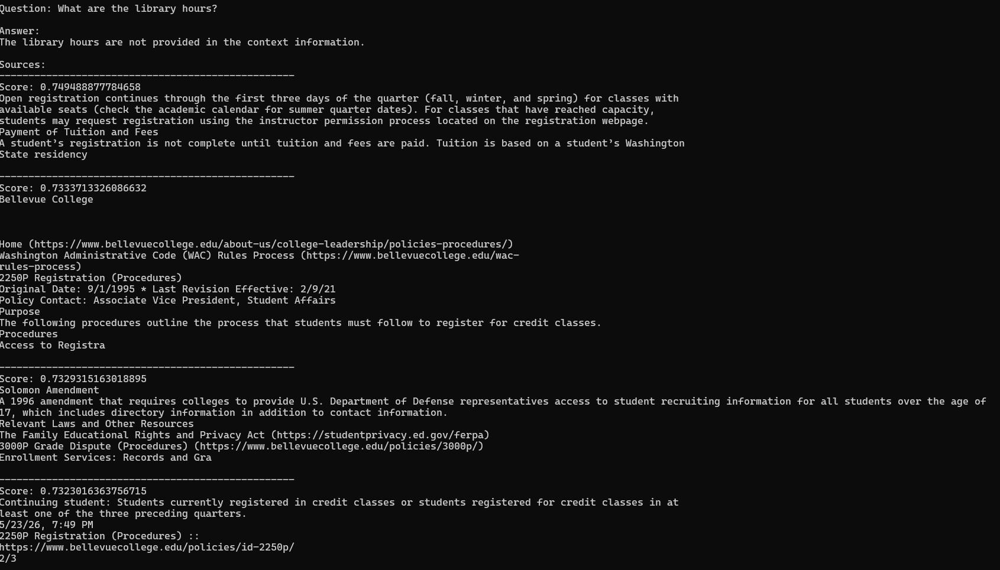 Question: What are the library hours?
Answer:
The library hours are not provided in the context information.
Sources:
--------------------------------------------------
Score: 0.749488877784658
Open registration continues through the first three days of the quarter (fall, winter, and spring) for classes with
available seats (check the academic calendar for summer quarter dates). For classes that have reached capacity,
students may request registration using the instructor permission process located on the registration webpage.
Payment of Tuition and Fees
A student’s registration is not complete until tuition and fees are paid. Tuition is based on a student’s Washington
State residency
--------------------------------------------------
Score: 0.7333713326086632
Bellevue College
Home (https://www.bellevuecollege.edu/about-us/college-leadership/policies-procedures/)
Washington Administrative Code (WAC) Rules Process (https://www.bellevuecollege.edu/wac-
rules-process)
2250P Registration (Procedures)
Original Date: 9/1/1995 * Last Revision Effective: 2/9/21
Policy Contact: Associate Vice President, Student Affairs
Purpose
The following procedures outline the process that students must follow to register for credit classes.
Procedures
Access to Registra
--------------------------------------------------
Score: 0.7329315163018895
Solomon Amendment
A 1996 amendment that requires colleges to provide U.S. Department of Defense representatives access to student recruiting information for all students over the age of
17, which includes directory information in addition to contact information.
Relevant Laws and Other Resources
The Family Educational Rights and Privacy Act (https://studentprivacy.ed.gov/ferpa)
3000P Grade Dispute (Procedures) (https://www.bellevuecollege.edu/policies/3000p/)
Enrollment Services: Records and Gra
--------------------------------------------------
Score: 0.7323016363756715
Continuing student: Students currently registered in credit classes or students registered for credit classes in at
least one of the three preceding quarters.
5/23/26, 7:49 PM
2250P Registration (Procedures) ::
https://www.bellevuecollege.edu/policies/id-2250p/
2/3